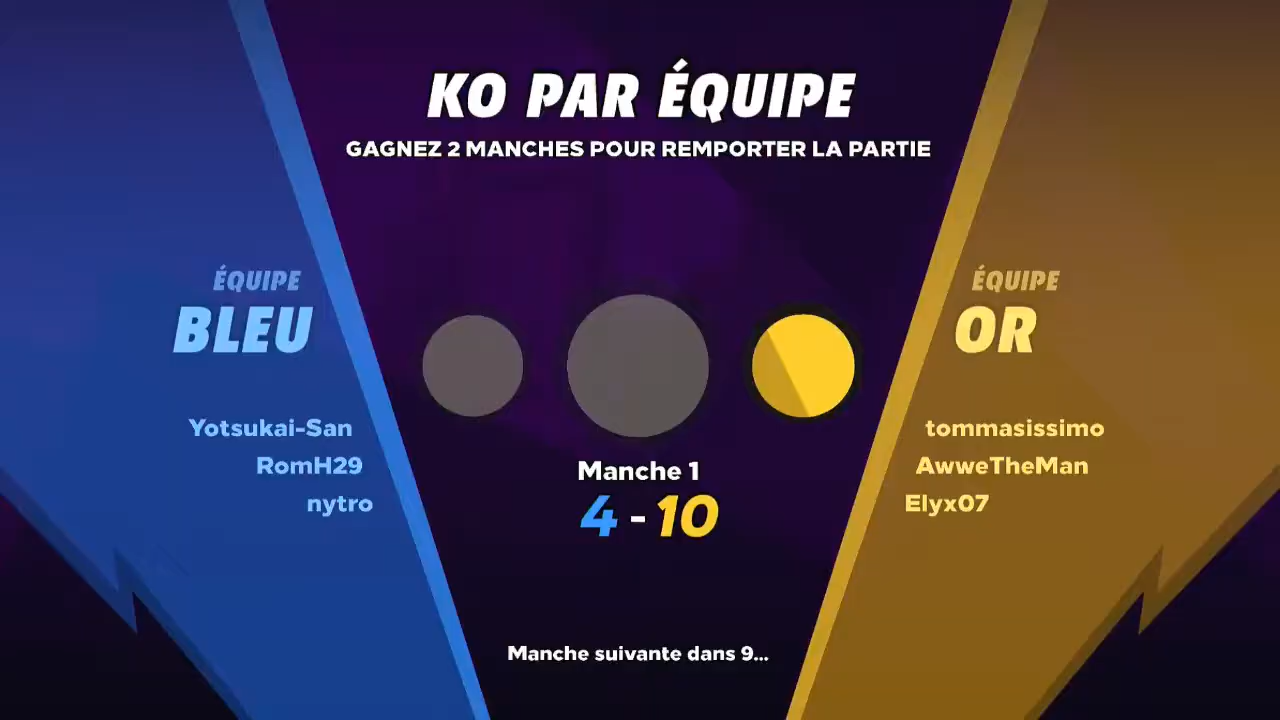 KO PAR ÉQUIPE
GAGNEZ 2 MANCHES POUR REMPORTER LA PARTIE
ÉQUIPE
BLEU
Yotsukai-San
RomH29
nytro
Manche 1
4 - 10
ÉQUIPE
OR
tommasissimo
AwweTheMan
Elyx07
Manche suivante dans 9...